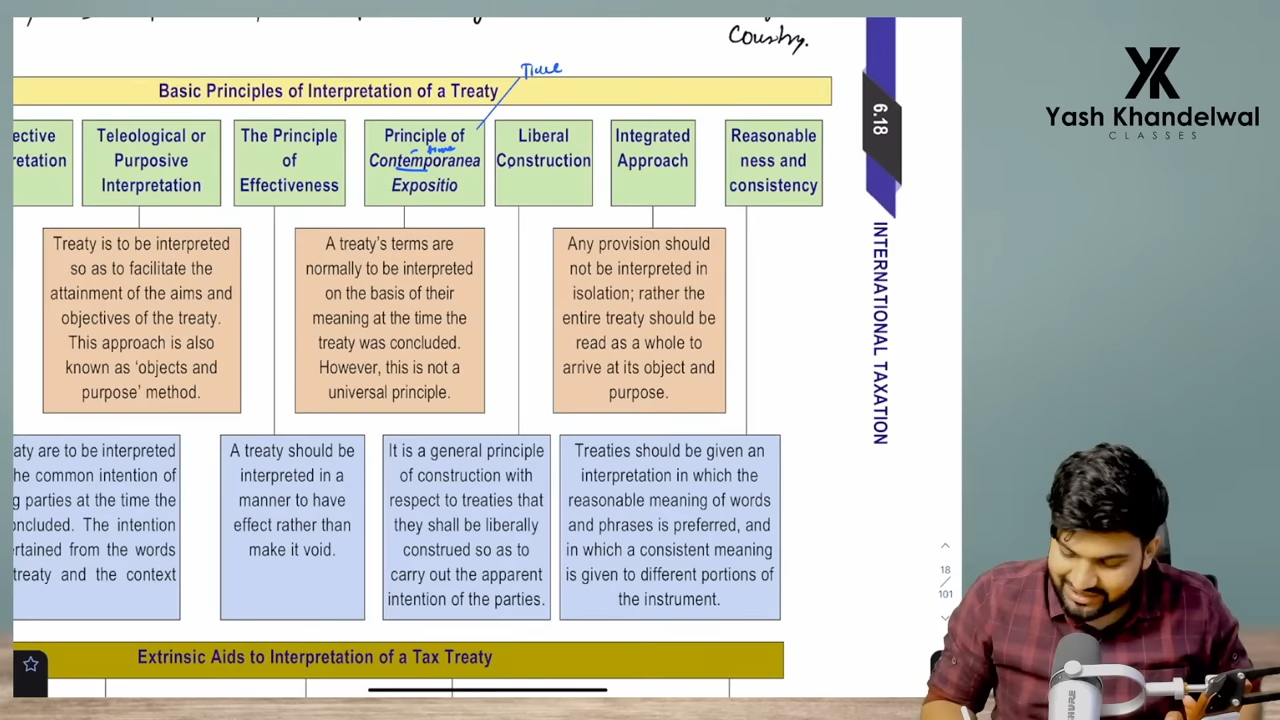 Country.
Time
Basic Principles of Interpretation of a Treaty
ective
retation
Teleological or
Purposive
Interpretation
The Principle
of
Effectiveness
Principle of
time
Contemporanea
Expositio
Liberal
Construction
Integrated
Approach
Reasonable
ness and
consistency
Treaty is to be interpreted
so as to facilitate the
attainment of the aims and
objectives of the treaty.
This approach is also
known as 'objects and
purpose' method.
A treaty's terms are
normally to be interpreted
on the basis of their
meaning at the time the
treaty was concluded.
However, this is not a
universal principle.
Any provision should
not be interpreted in
isolation; rather the
entire treaty should be
read as a whole to
arrive at its object and
purpose.
aty are to be interpreted
he common intention of
g parties at the time the
oncluded. The intention
ertained from the words
treaty and the context
A treaty should be
interpreted in a
manner to have
effect rather than
make it void.
It is a general principle
of construction with
respect to treaties that
they shall be liberally
construed so as to
carry out the apparent
intention of the parties.
Treaties should be given an
interpretation in which the
reasonable meaning of words
and phrases is preferred, and
in which a consistent meaning
is given to different portions of
the instrument.
Extrinsic Aids to Interpretation of a Tax Treaty
6.18
INTERNATIONAL TAXATION
18
101
YK
Yash Khandelwal
CLASSES